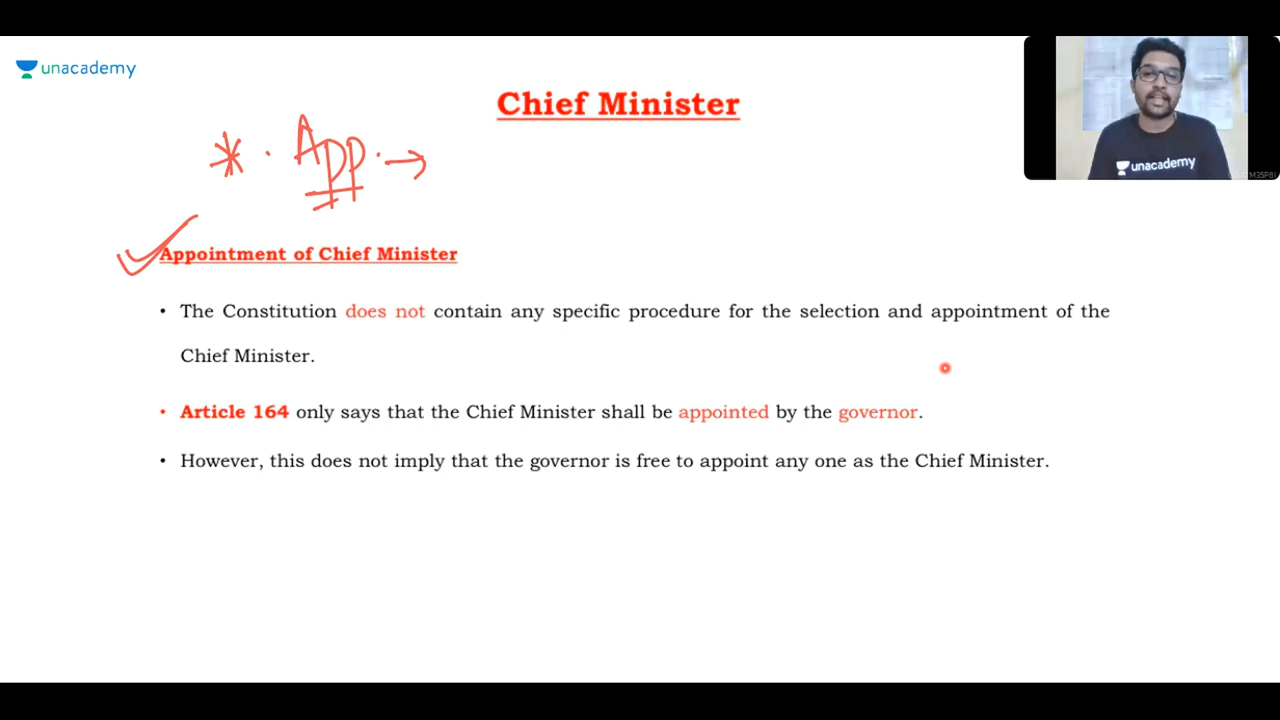 unacademy
Chief Minister
unacademy
* · App. →
Appointment of Chief Minister
• The Constitution does not contain any specific procedure for the selection and appointment of the
Chief Minister.
• Article 164 only says that the Chief Minister shall be appointed by the governor.
• However, this does not imply that the governor is free to appoint any one as the Chief Minister.